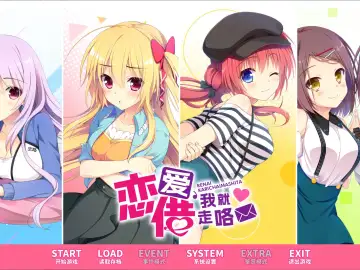 恋爱,
RENAI
KARICHAIMASHITA
借我就
走咯
START LOAD EVENT SYSTEM EXTRA EXIT
开始游戏 读取存档 系统设置 退出游戏